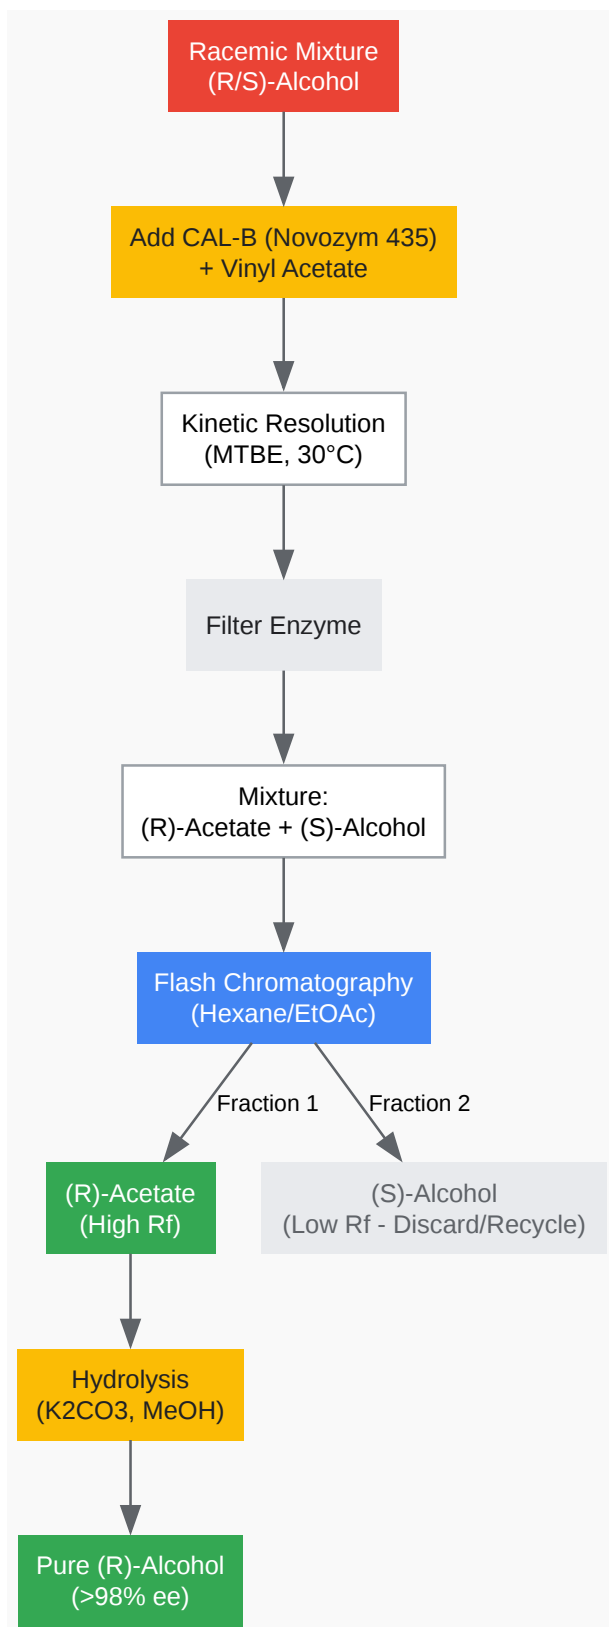 Racemic Mixture
(R/S)-Alcohol
Add CAL-B (Novozym 435)
+ Vinyl Acetate
Kinetic Resolution
(MTBE, 30°C)
Filter Enzyme
Mixture:
(R)-Acetate + (S)-Alcohol
Flash Chromatography
(Hexane/EtOAc)
Fraction 1
Fraction 2
(R)-Acetate
(High Rf)
(S)-Alcohol
(Low Rf - Discard/Recycle)
Hydrolysis
(K2CO3, MeOH)
Pure (R)-Alcohol
(>98% ee)